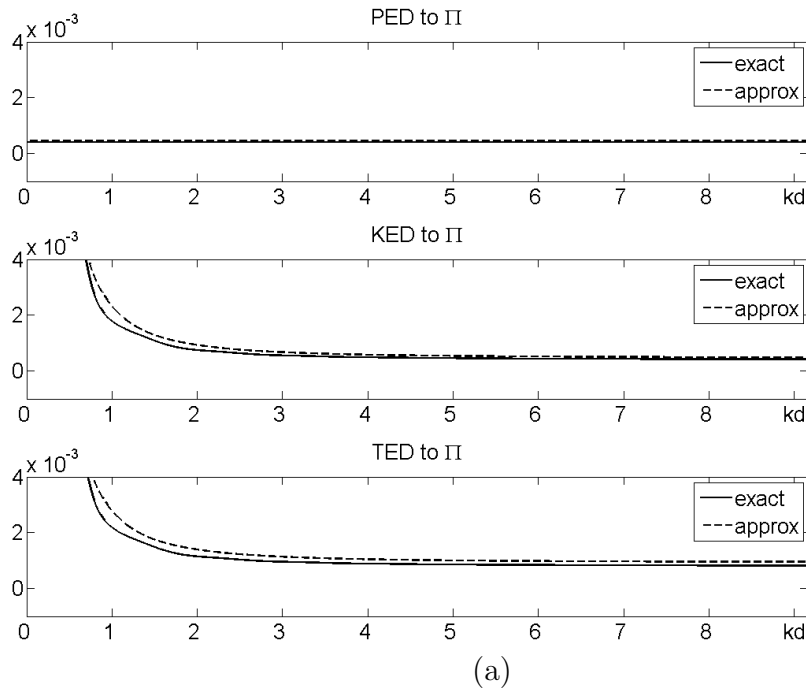 PED to Π
x 10⁻³
4
2
0
exact
approx
0 1 2 3 4 5 6 7 8 kd
KED to Π
x 10⁻³
4
2
0
exact
approx
0 1 2 3 4 5 6 7 8 kd
TED to Π
x 10⁻³
4
2
0
exact
approx
0 1 2 3 4 5 6 7 8 kd
(a)